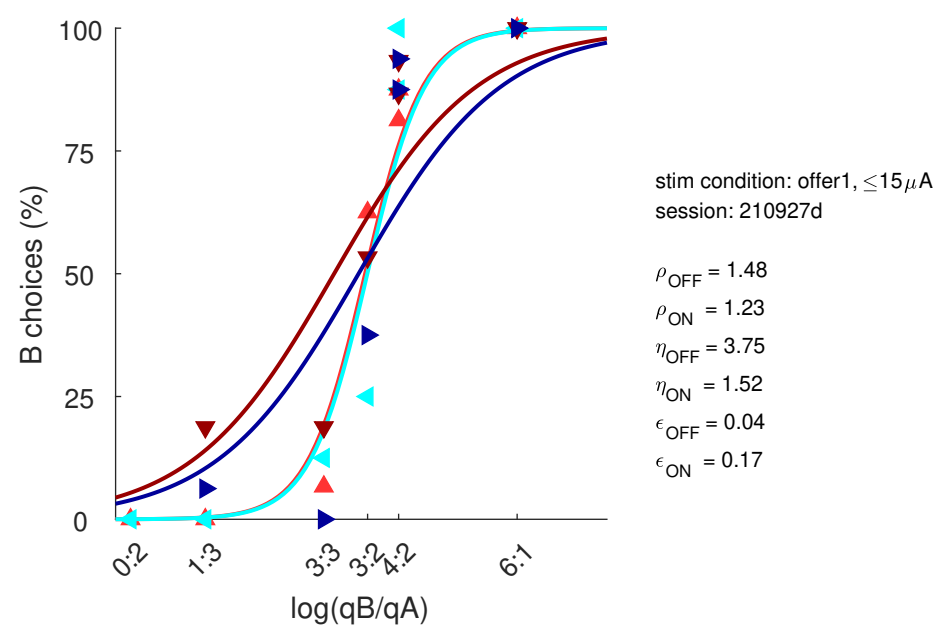 100
75
50
25
0
B choices (%)
0:2
1:3
3:3
3:2
4:2
6:1
log(qB/qA)
stim condition: offer1, ≤15μA
session: 210927d
ρOFF = 1.48
ρON = 1.23
ηOFF = 3.75
ηON = 1.52
ϵOFF = 0.04
ϵON = 0.17